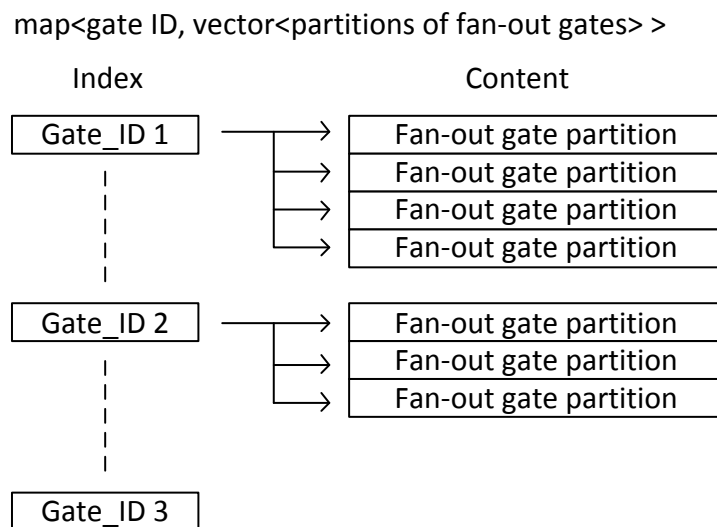 map<gate ID, vector<partitions of fan-out gates> >
Index Content
Gate_ID 1 Fan-out gate partition
Fan-out gate partition
Fan-out gate partition
Fan-out gate partition
Gate_ID 2 Fan-out gate partition
Fan-out gate partition
Fan-out gate partition
Gate_ID 3